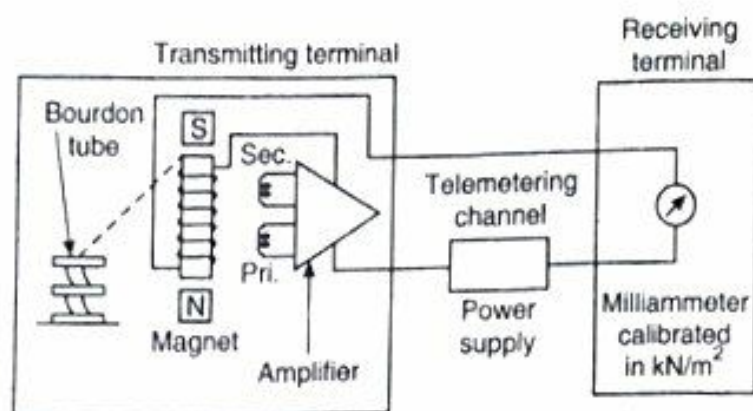 Transmitting terminal
Receiving
terminal
Bourdon
tube
S
Sec.
Telemetering
channel
Pri.
N
Magnet
Amplifier
Power
supply
Milliammeter
calibrated
in kN/m²